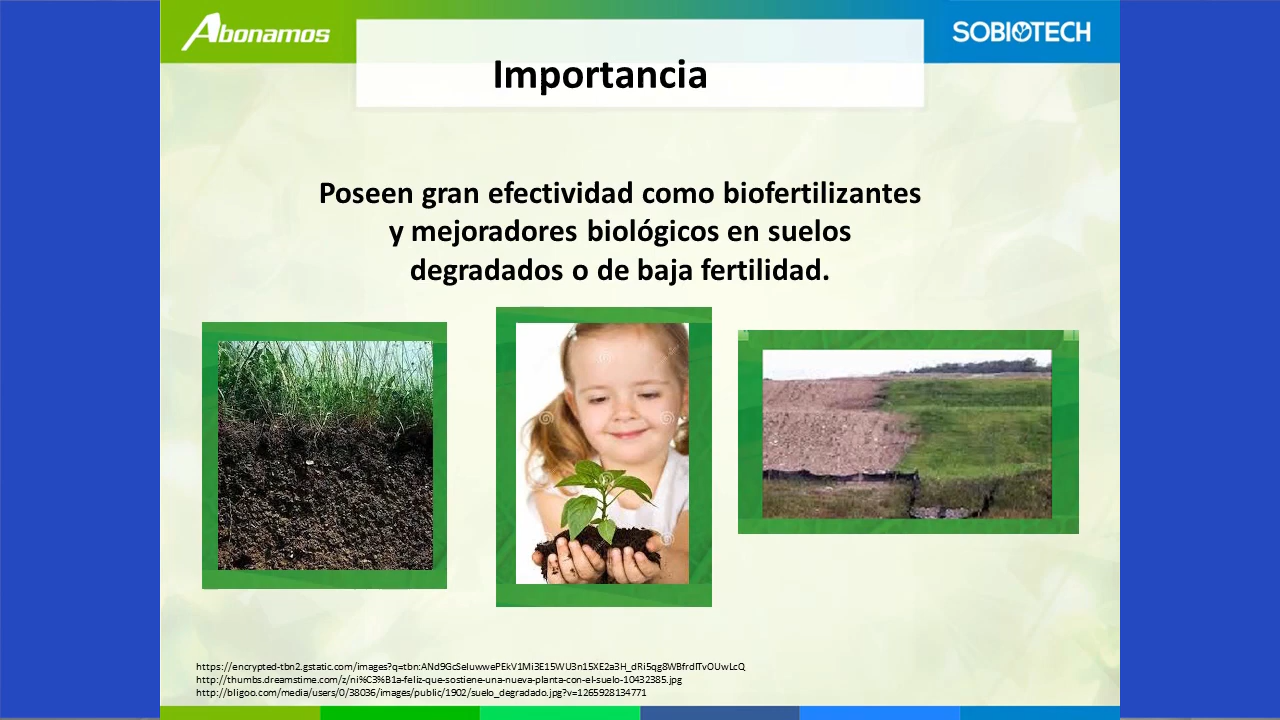 Abonamos
SOBIOTECH
Importancia
Poseen gran efectividad como biofertilizantes
y mejoradores biológicos en suelos
degradados o de baja fertilidad.
https://encrypted-tbn2.gstatic.com/images?q=tbn:ANd9GcSeIuwwePEkV1Mi3E15WU3n15XE2a3H_dRi5qg8WBfrdlTvOUwLcQ
http://thumbs.dreamstime.com/z/ni%C3%B1a-feliz-que-sostiene-una-nueva-planta-con-el-suelo-10432385.jpg
http://bligoo.com/media/users/0/38036/images/public/1902/suelo_degradado.jpg?v=1265928134771